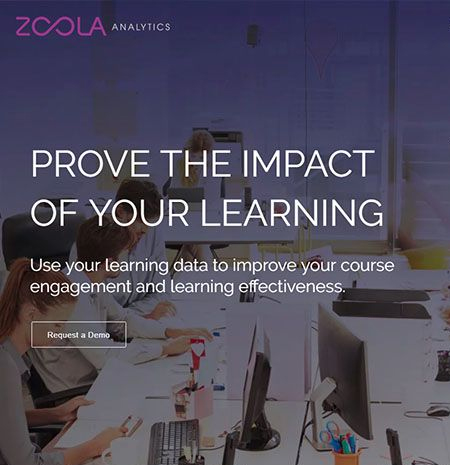 ZOOLA ANALYTICS
PROVE THE IMPACT
OF YOUR LEARNING
Use your learning data to improve your course
engagement and learning effectiveness.
Request a Demo